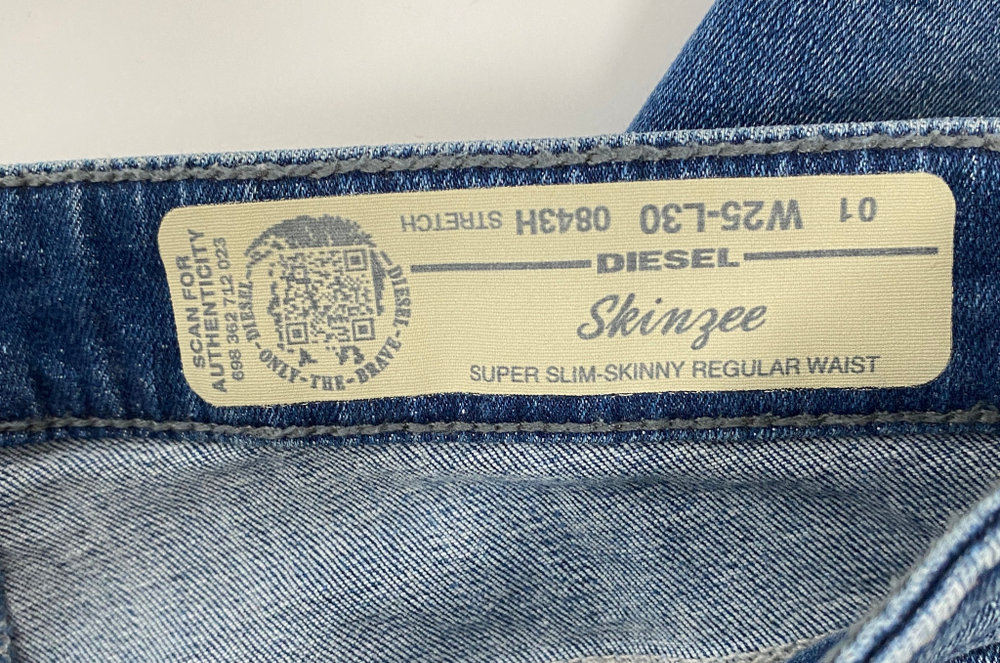 SCAN FOR
AUTHENTICITY
698 362 712 023
DIESEL-ONLY-THE-BRAVE-DIESEL
01 W25-L30 0843H STRETCH
DIESEL
Skinzee
SUPER SLIM-SKINNY REGULAR WAIST